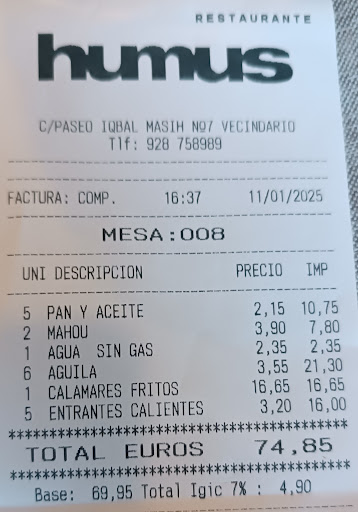 RESTAURANTE
humus
C/PASEO IQBAL MASIH Nº7 VECINDARIO
Tlf: 928 758989
FACTURA: COMP. 16:37 11/01/2025
MESA:008
UNI DESCRIPCION PRECIO IMP
5 PAN Y ACEITE 2,15 10,75
2 MAHOU 3,90 7,80
1 AGUA SIN GAS 2,35 2,35
6 AGUILA 3,55 21,30
1 CALAMARES FRITOS 16,65 16,65
5 ENTRANTES CALIENTES 3,20 16,00
****************************************
TOTAL EUROS 74,85
****************************************
Base: 69,95 Total Igic 7% : 4,90